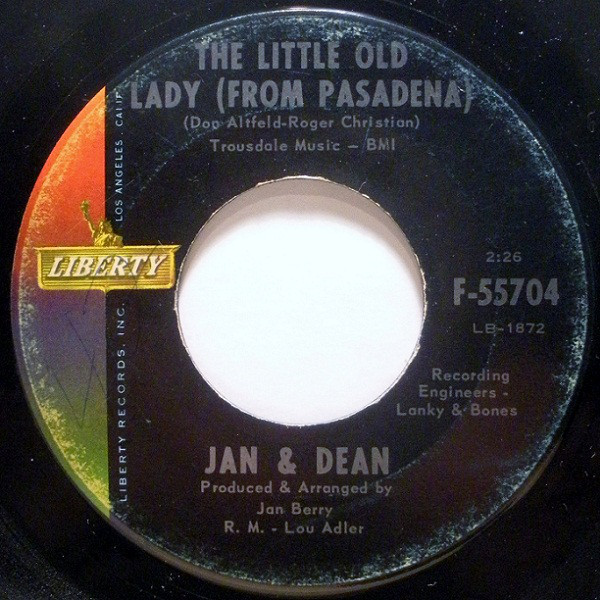 THE LITTLE OLD
LADY (FROM PASADENA)
(Don Altfeld-Roger Christian)
Trousdale Music – BMI
LIBERTY
LIBERTY RECORDS, INC. LOS ANGELES, CALIF.
2:26
F-55704
LB-1872
Recording
Engineers -
Lanky & Bones
JAN & DEAN
Produced & Arranged by
Jan Berry
R. M. - Lou Adler